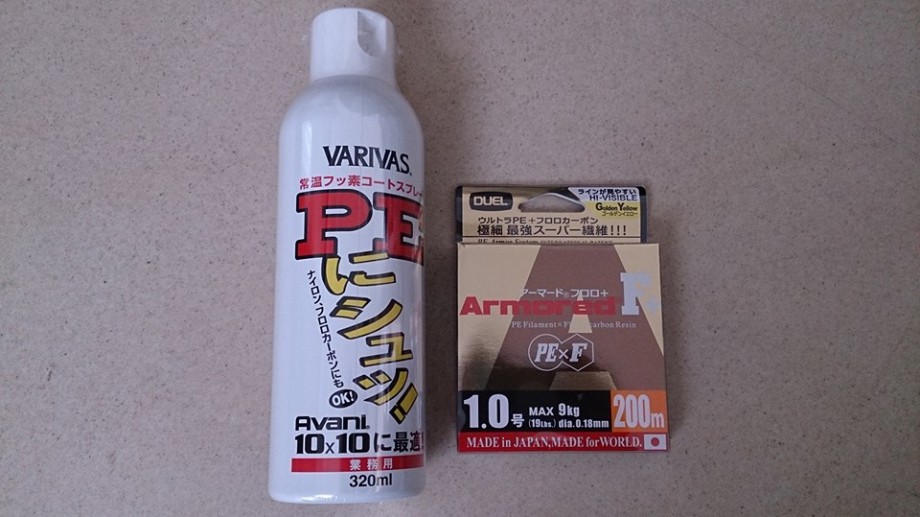 VARIVAS
常温フッ素コートスプレー
PE
にシュッ!
ナイロン、フロロカーボンにも
OK!
Avani
10×10に最適!
業務用
320ml
DUEL
ラインが見やすい
HI-VISIBLE
Golden Yellow
ゴールデンイエロー
ウルトラPE+フロロカーボン
極細 最強スーパー繊維!!!
アーマード®フロロ+
Armored F+
PE Filament × Fluorocarbon Resin
PE×F
1.0号 MAX 9kg 200m
(19Lbs.) dia.0.18mm
MADE in JAPAN,MADE for WORLD.